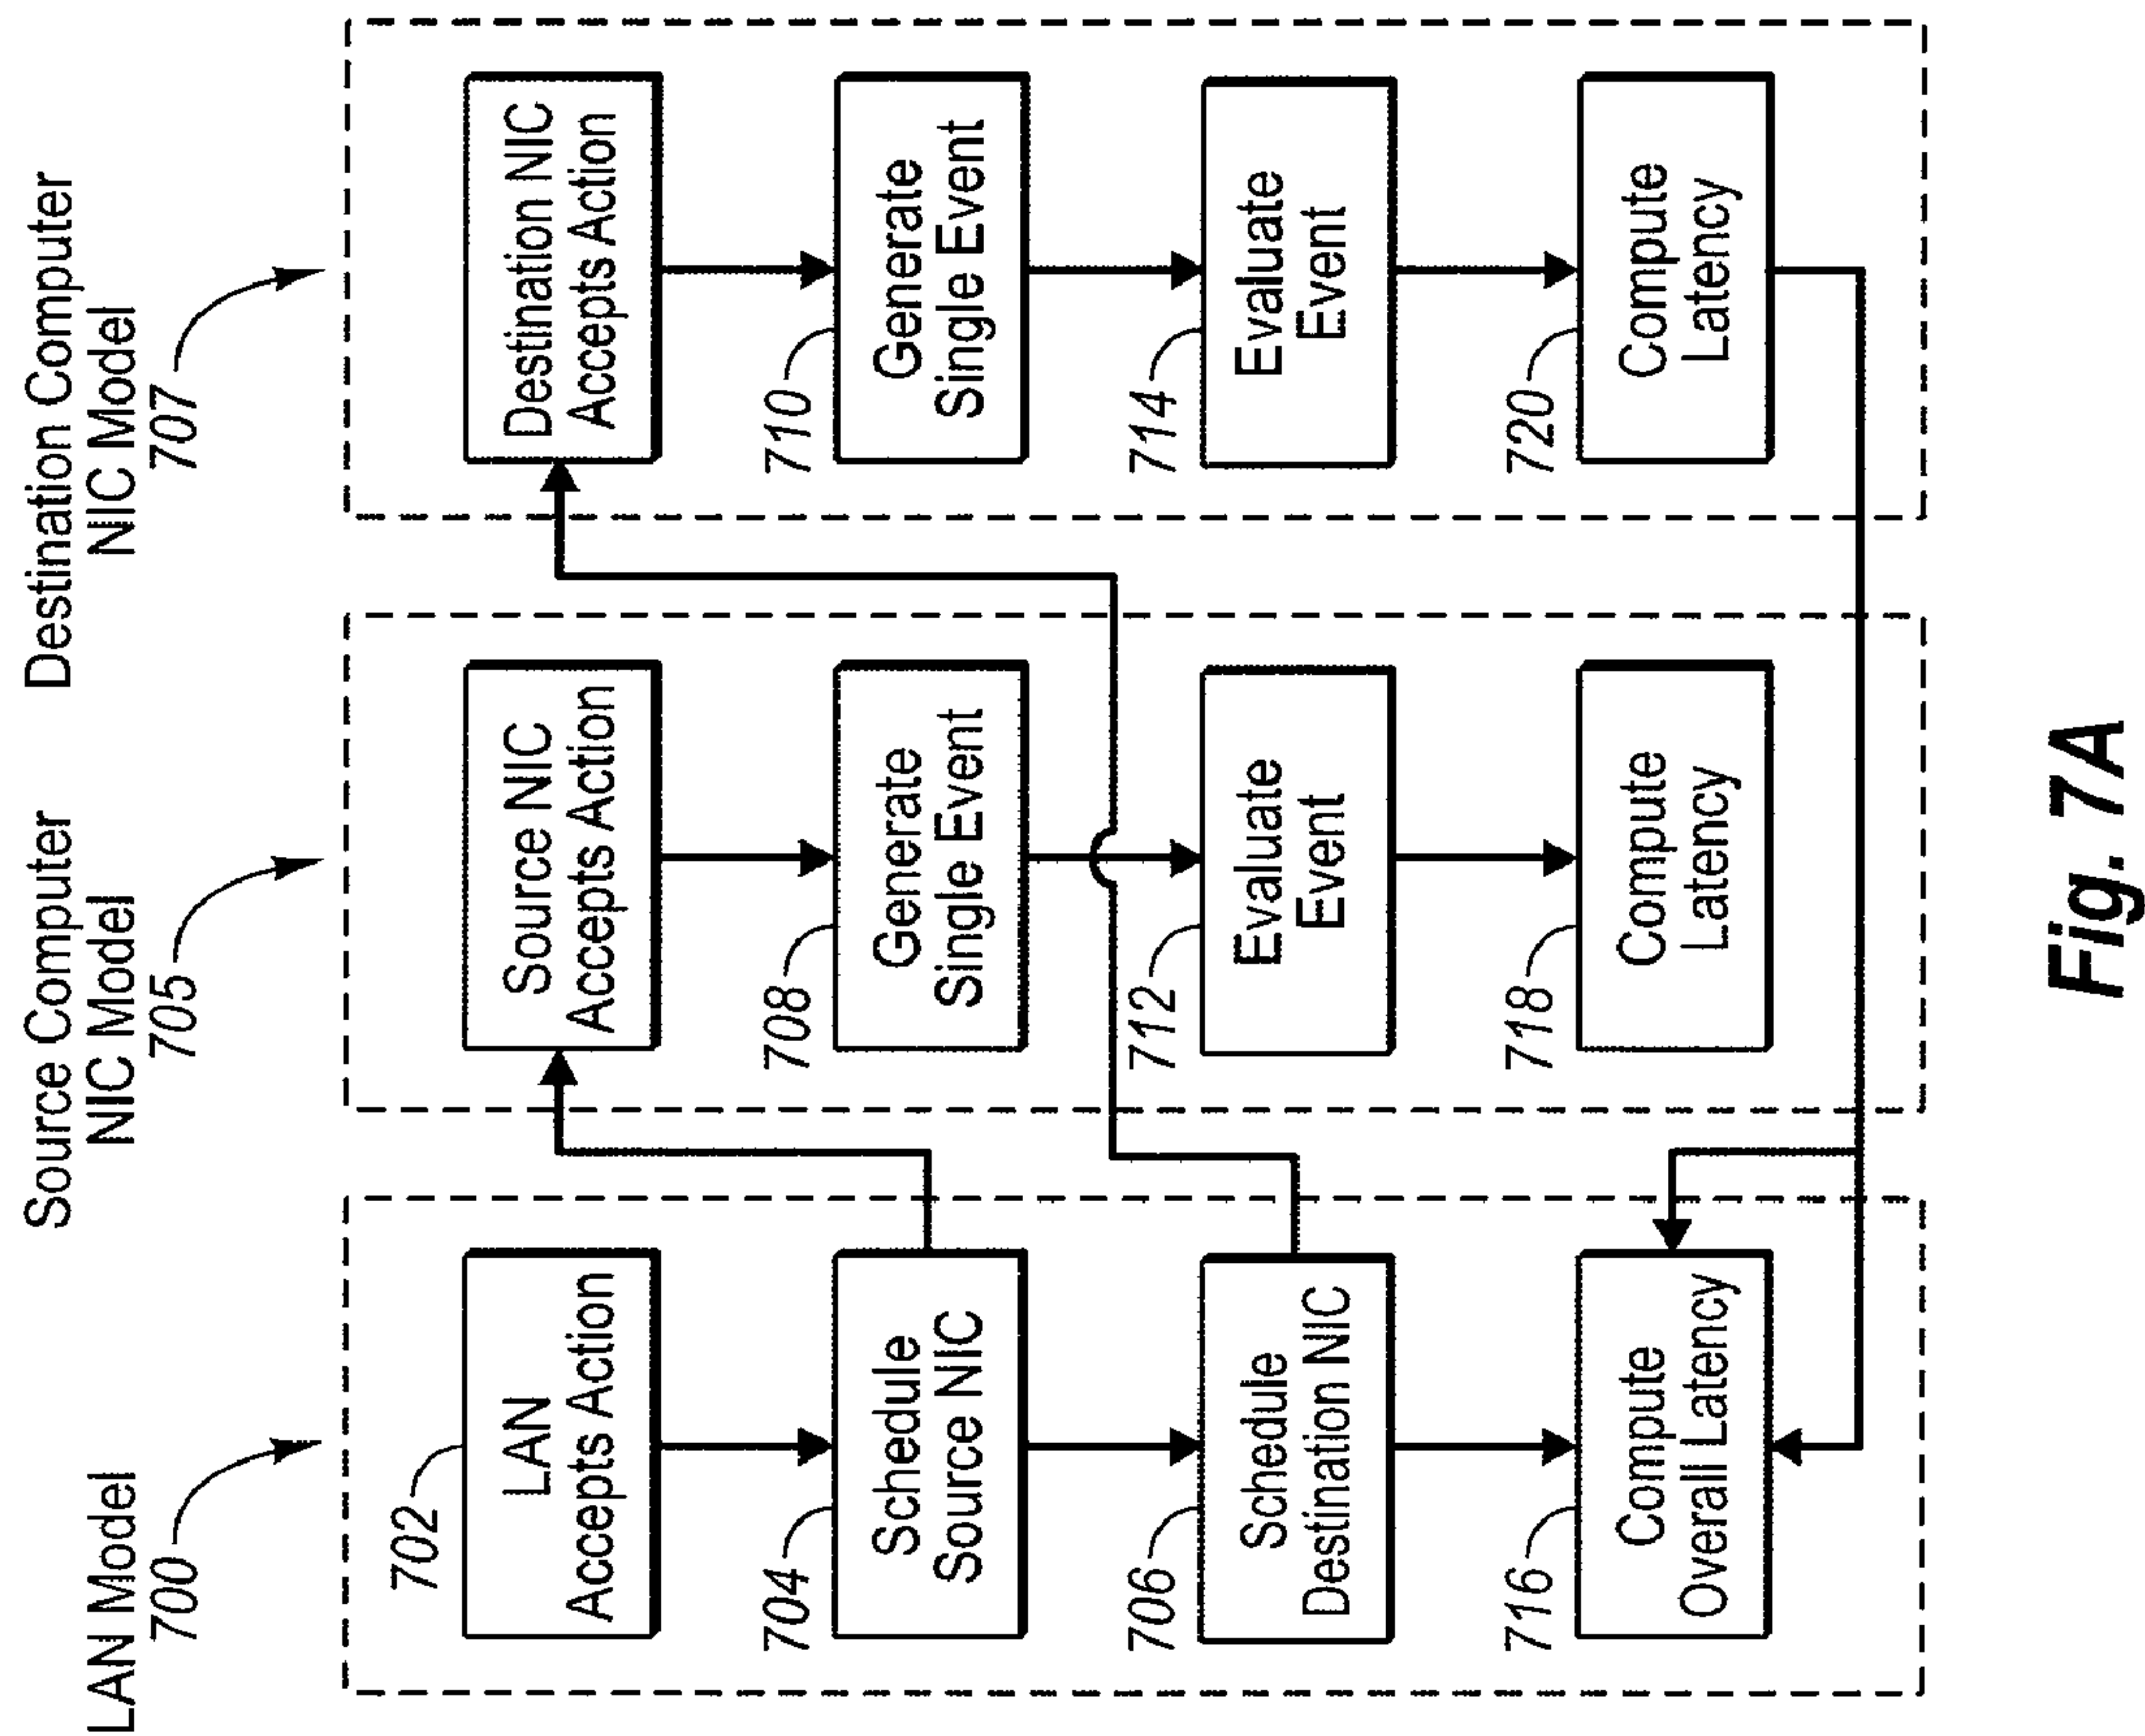 LAN Model
700
702
LAN
Accepts Action
704
Schedule
Source NIC
706
Schedule
Destination NIC
716
Compute
Overall Latency
Source Computer
NIC Model
705
Source NIC
Accepts Action
708
Generate
Single Event
712
Evaluate
Event
718
Compute
Latency
Destination Computer
NIC Model
707
Destination NIC
Accepts Action
710
Generate
Single Event
714
Evaluate
Event
720
Compute
Latency
Fig. 7A